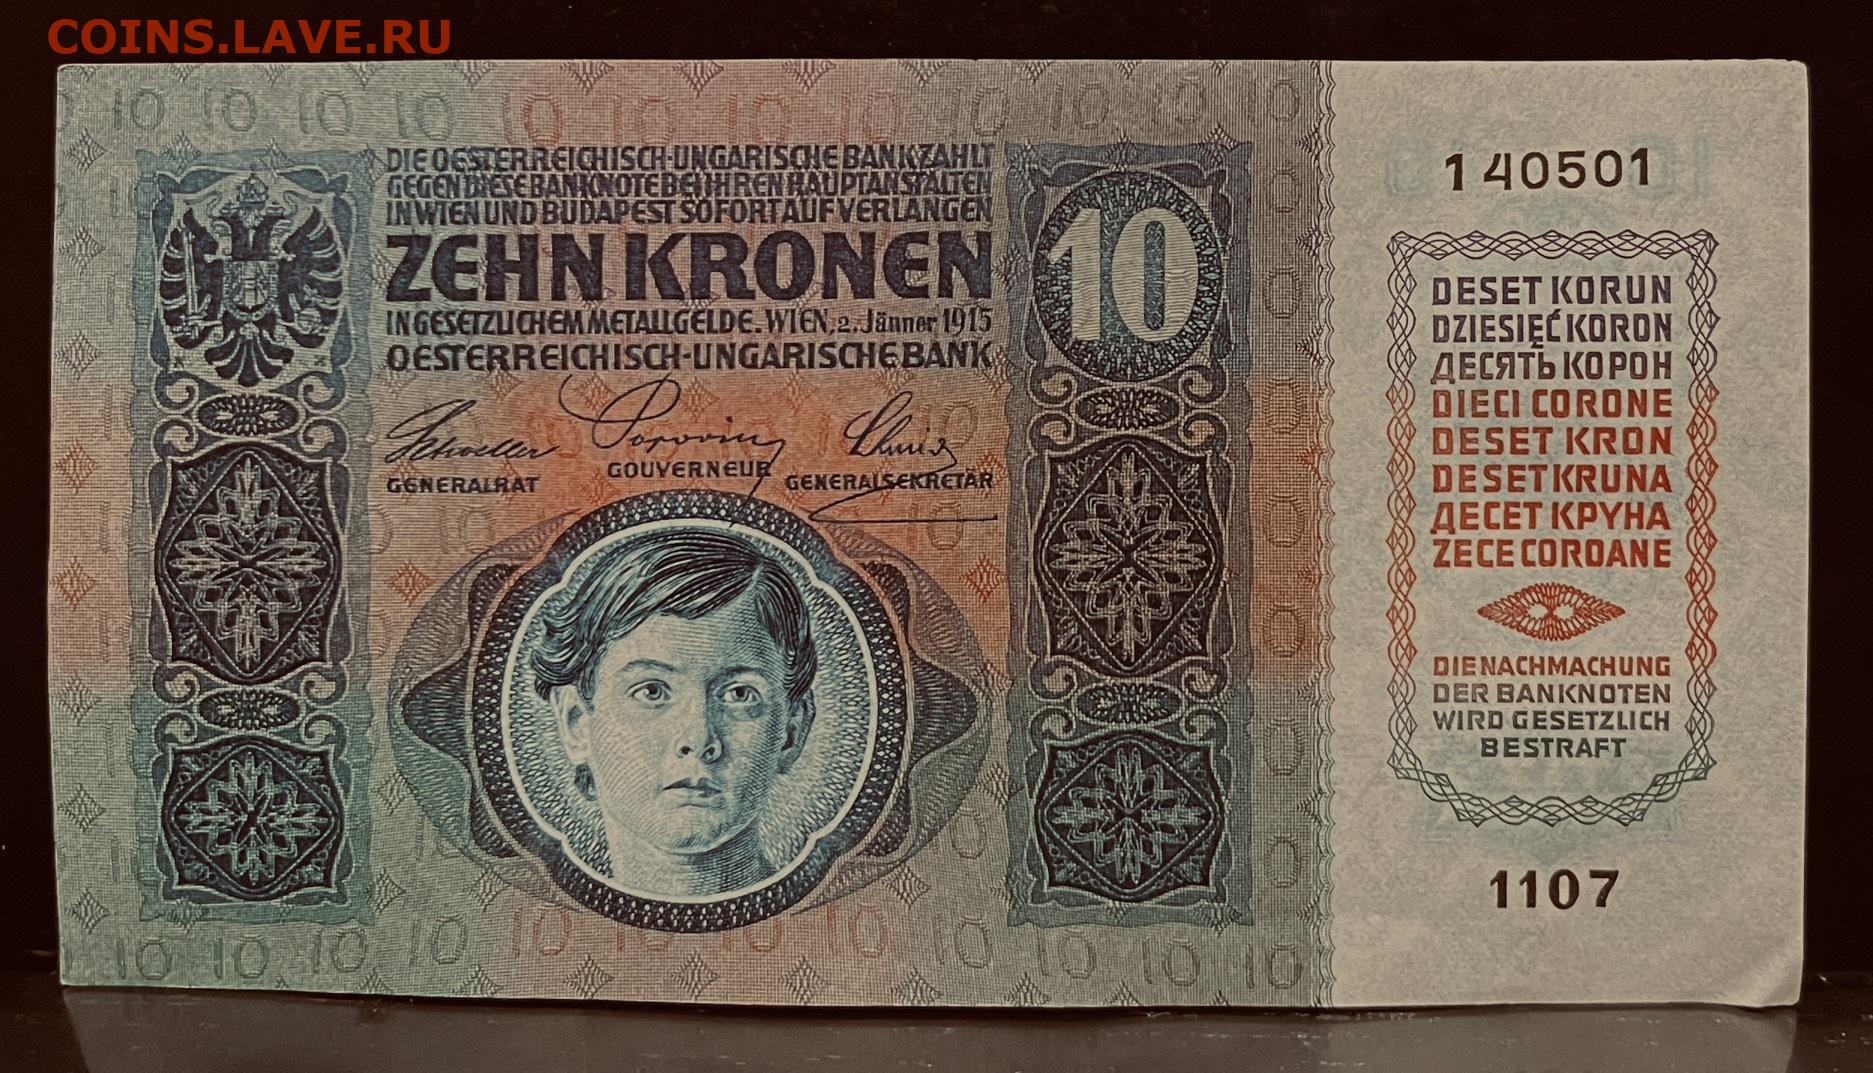 COINS.LAVE.RU
DIE OESTERREICHISCH-UNGARISCHE BANK ZAHLT
GEGEN DIESE BANKNOTE BEI IHREN HAUPTANSTALTEN
IN WIEN UND BUDAPEST SOFORT AUF VERLANGEN
ZEHN KRONEN
IN GESETZLICHEM METALLGELDE. WIEN, 2. Jänner 1915
OESTERREICHISCH-UNGARISCHE BANK
GENERALRAT
GOUVERNEUR
GENERALSEKRETÄR
10
140501
DESET KORUN
DZIESIĘĆ KORON
ДЕСЯТЬ КОРОН
DIECI CORONE
DESET KRON
DESET KRUNA
ДЕСЕТ КРУНА
ZECE COROANE
DIE NACHMACHUNG
DER BANKNOTEN
WIRD GESETZLICH
BESTRAFT
1107